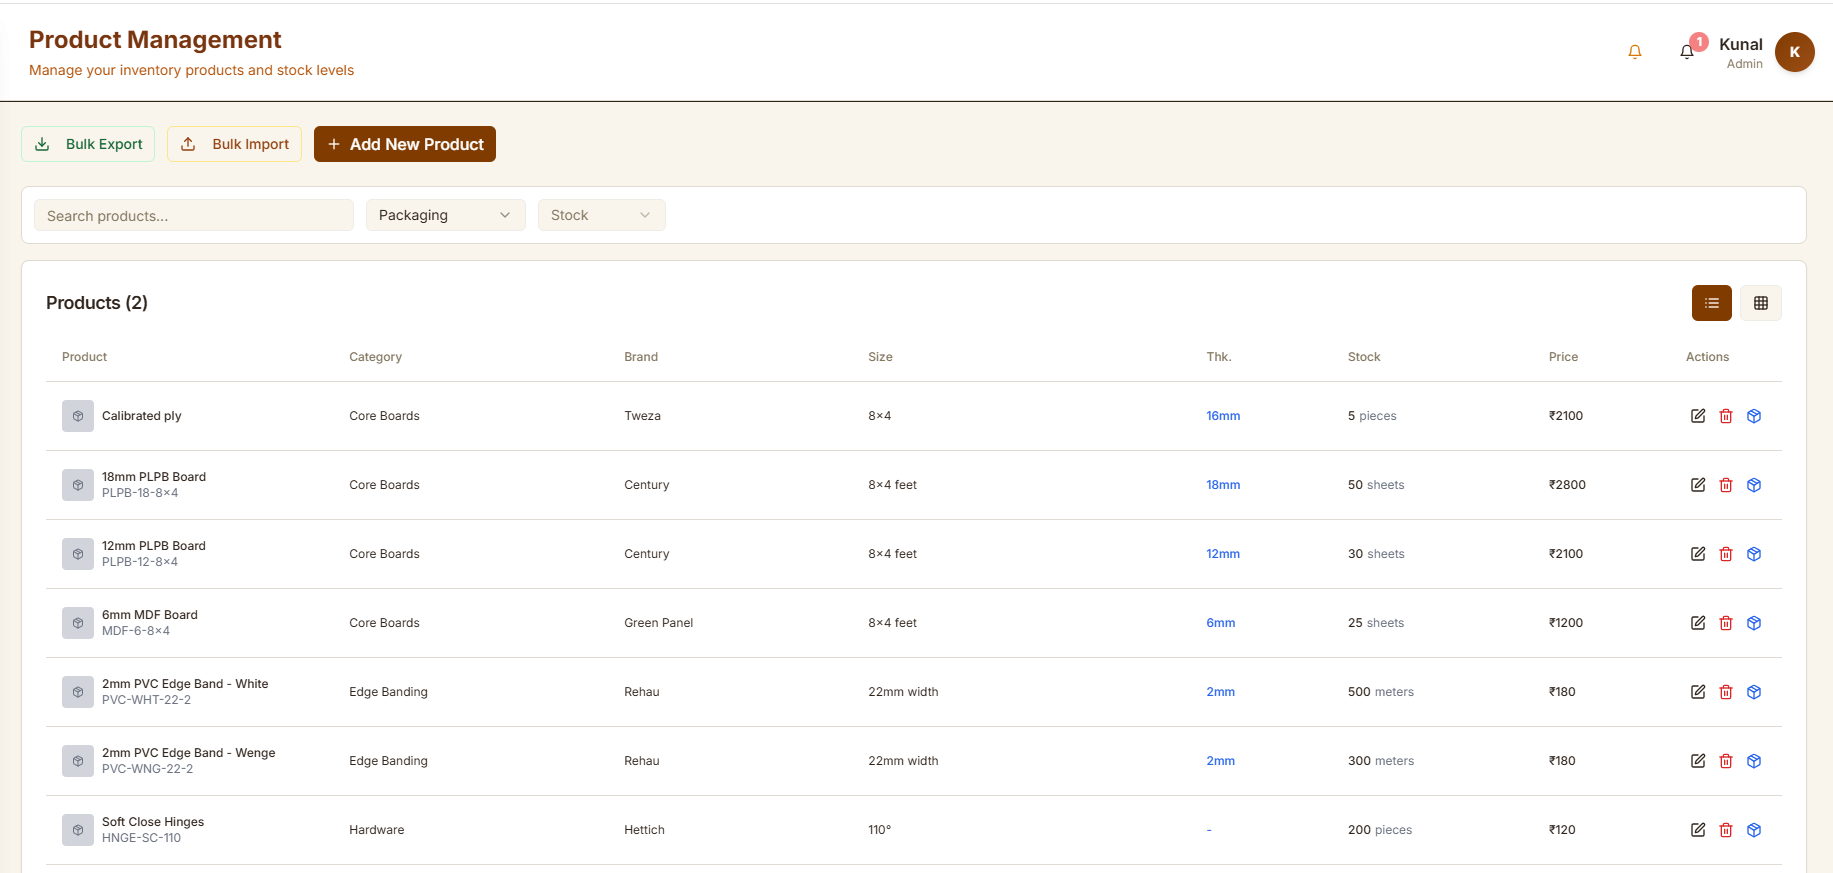 Product Management
Manage your inventory products and stock levels
1
Kunal
Admin
K
Bulk Export
Bulk Import
+ Add New Product
Search products...
Packaging
Stock
Products (2)
Product Category Brand Size Thk. Stock Price Actions
Calibrated ply Core Boards Tweza 8×4 16mm 5 pieces ₹2100
18mm PLPB Board
PLPB-18-8×4
Core Boards Century 8×4 feet 18mm 50 sheets ₹2800
12mm PLPB Board
PLPB-12-8×4
Core Boards Century 8×4 feet 12mm 30 sheets ₹2100
6mm MDF Board
MDF-6-8×4
Core Boards Green Panel 8×4 feet 6mm 25 sheets ₹1200
2mm PVC Edge Band - White
PVC-WHT-22-2
Edge Banding Rehau 22mm width 2mm 500 meters ₹180
2mm PVC Edge Band - Wenge
PVC-WNG-22-2
Edge Banding Rehau 22mm width 2mm 300 meters ₹180
Soft Close Hinges
HNGE-SC-110
Hardware Hettich 110° - 200 pieces ₹120